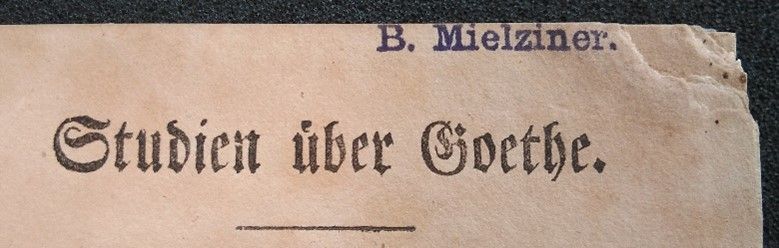 B. Mielziner.
Studien über Goethe.